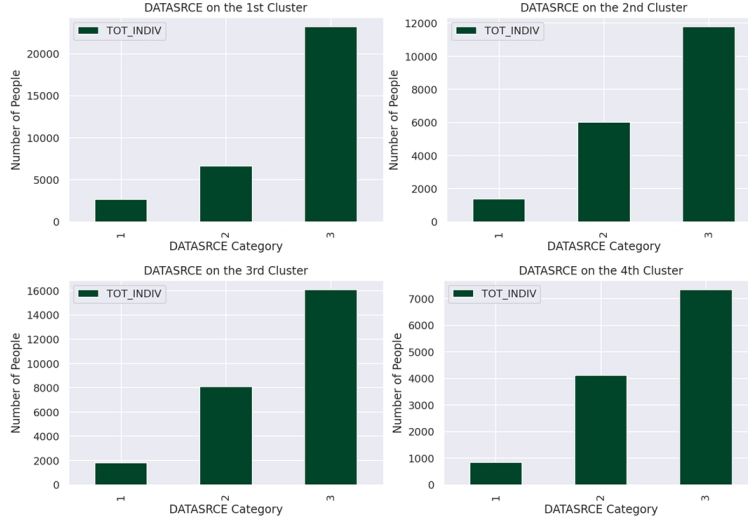 DATASRCE on the 1st Cluster
TOT_INDIV
Number of People
20000
15000
10000
5000
0
1
2
3
DATASRCE Category
DATASRCE on the 2nd Cluster
TOT_INDIV
Number of People
12000
10000
8000
6000
4000
2000
0
1
2
3
DATASRCE Category
DATASRCE on the 3rd Cluster
TOT_INDIV
Number of People
16000
14000
12000
10000
8000
6000
4000
2000
0
1
2
3
DATASRCE Category
DATASRCE on the 4th Cluster
TOT_INDIV
Number of People
7000
6000
5000
4000
3000
2000
1000
0
1
2
3
DATASRCE Category